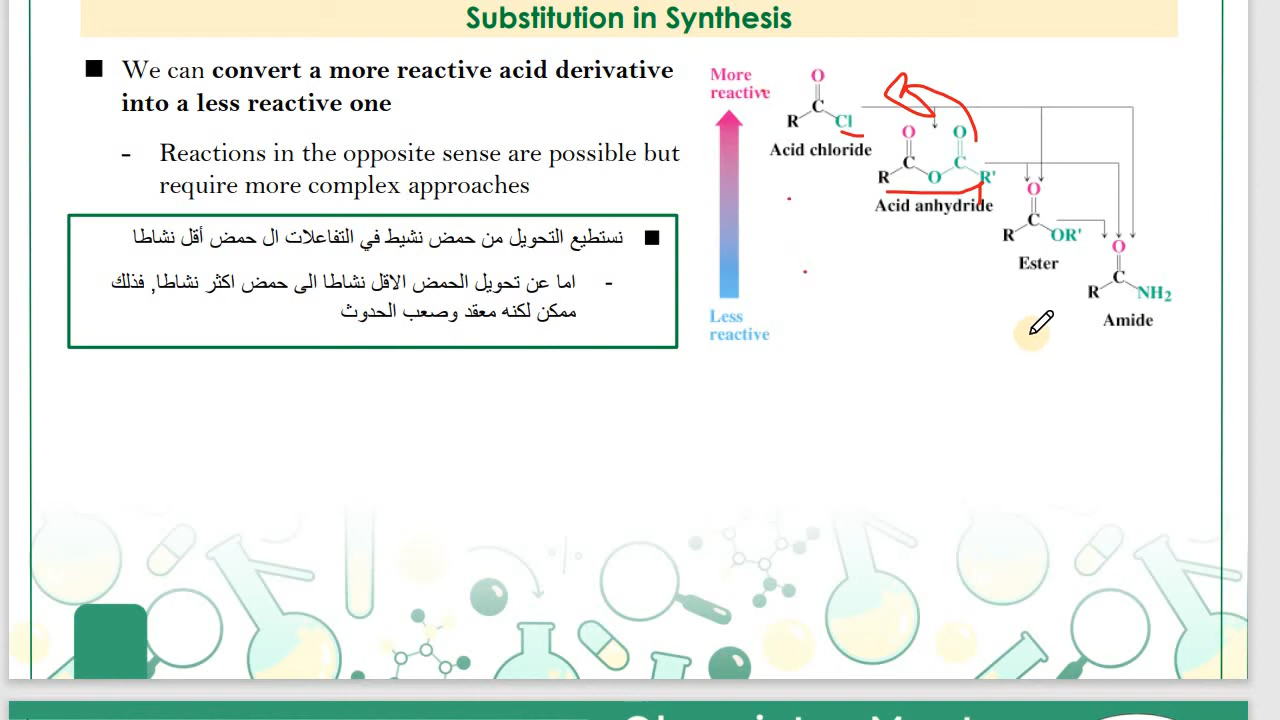 Substitution in Synthesis
■ We can convert a more reactive acid derivative
into a less reactive one
- Reactions in the opposite sense are possible but
require more complex approaches
■ نستطيع التحويل من حمض نشيط في التفاعلات ال حمض أقل نشاطا
- اما عن تحويل الحمض الاقل نشاطا الى حمض اكثر نشاطا, فذلك
ممكن لكنه معقد وصعب الحدوث
More
reactive
O
C
R Cl
Acid chloride
O O
C C
R O R'
Acid anhydride
O
C
R OR'
Ester
O
C
R NH₂
Amide
Less
reactive